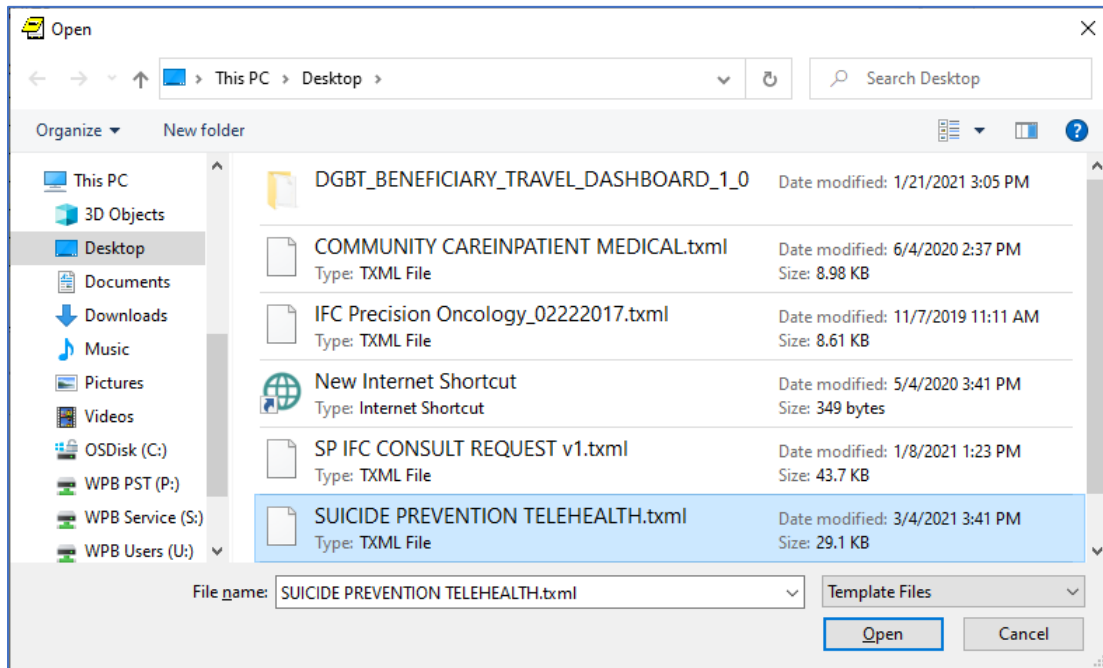 Open
This PC > Desktop >
Search Desktop
Organize
New folder
This PC
3D Objects
Desktop
Documents
Downloads
Music
Pictures
Videos
OSDisk (C:)
WPB PST (P:)
WPB Service (S:)
WPB Users (U:)
DGBT_BENEFICIARY_TRAVEL_DASHBOARD_1_0 Date modified: 1/21/2021 3:05 PM
COMMUNITY CAREINPATIENT MEDICAL.txml Date modified: 6/4/2020 2:37 PM
Type: TXML File Size: 8.98 KB
IFC Precision Oncology_02222017.txml Date modified: 11/7/2019 11:11 AM
Type: TXML File Size: 8.61 KB
New Internet Shortcut Date modified: 5/4/2020 3:41 PM
Type: Internet Shortcut Size: 349 bytes
SP IFC CONSULT REQUEST v1.txml Date modified: 1/8/2021 1:23 PM
Type: TXML File Size: 43.7 KB
SUICIDE PREVENTION TELEHEALTH.txml Date modified: 3/4/2021 3:41 PM
Type: TXML File Size: 29.1 KB
File name: SUICIDE PREVENTION TELEHEALTH.txml Template Files
Open Cancel